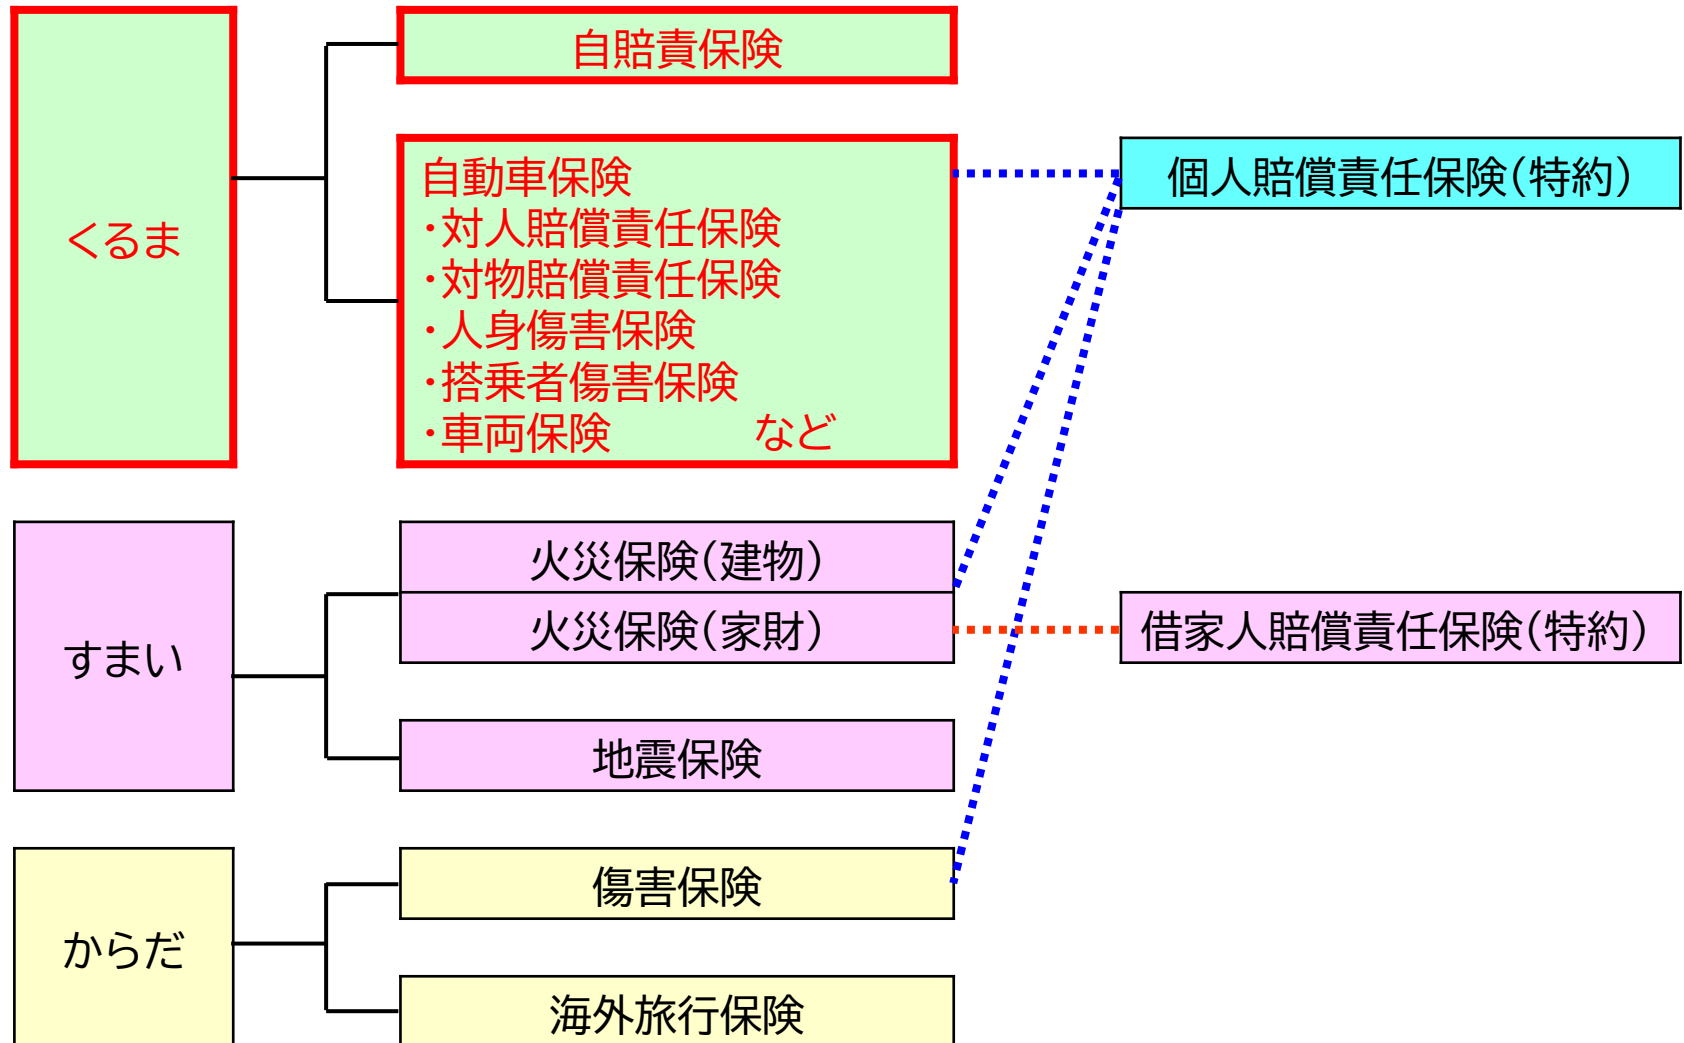 くるま
自賠責保険
自動車保険
・対人賠償責任保険
・対物賠償責任保険
・人身傷害保険
・搭乗者傷害保険
・車両保険　　　など
個人賠償責任保険(特約)
すまい
火災保険(建物)
火災保険(家財)
借家人賠償責任保険(特約)
地震保険
からだ
傷害保険
海外旅行保険